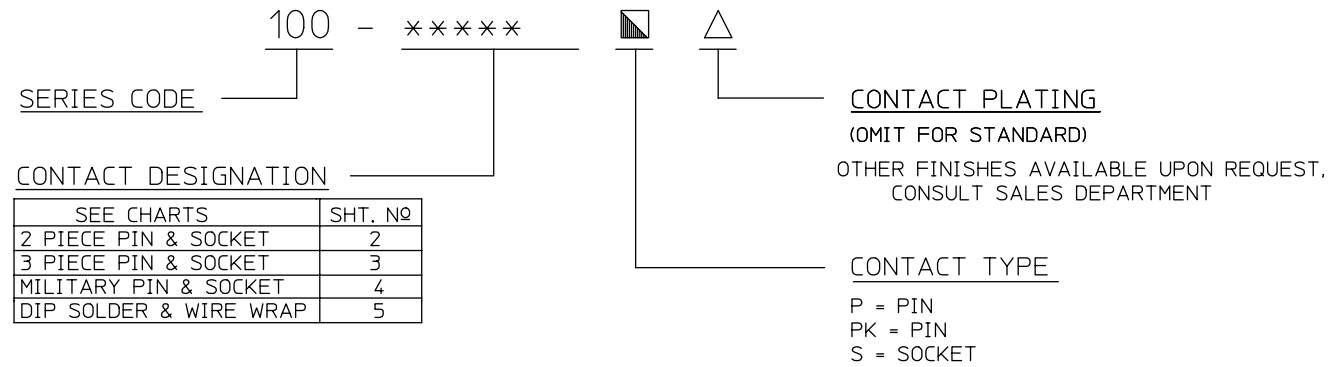 100 - *****
SERIES CODE
CONTACT DESIGNATION
SEE CHARTS SHT. Nº
2 PIECE PIN & SOCKET 2
3 PIECE PIN & SOCKET 3
MILITARY PIN & SOCKET 4
DIP SOLDER & WIRE WRAP 5
CONTACT PLATING
(OMIT FOR STANDARD)
OTHER FINISHES AVAILABLE UPON REQUEST,
CONSULT SALES DEPARTMENT
CONTACT TYPE
P = PIN
PK = PIN
S = SOCKET